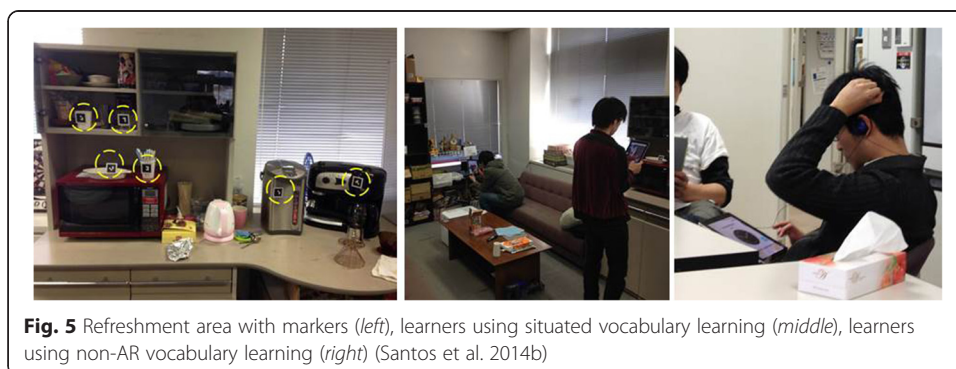 Fig. 5 Refreshment area with markers (left), learners using situated vocabulary learning (middle), learners
using non-AR vocabulary learning (right) (Santos et al. 2014b)